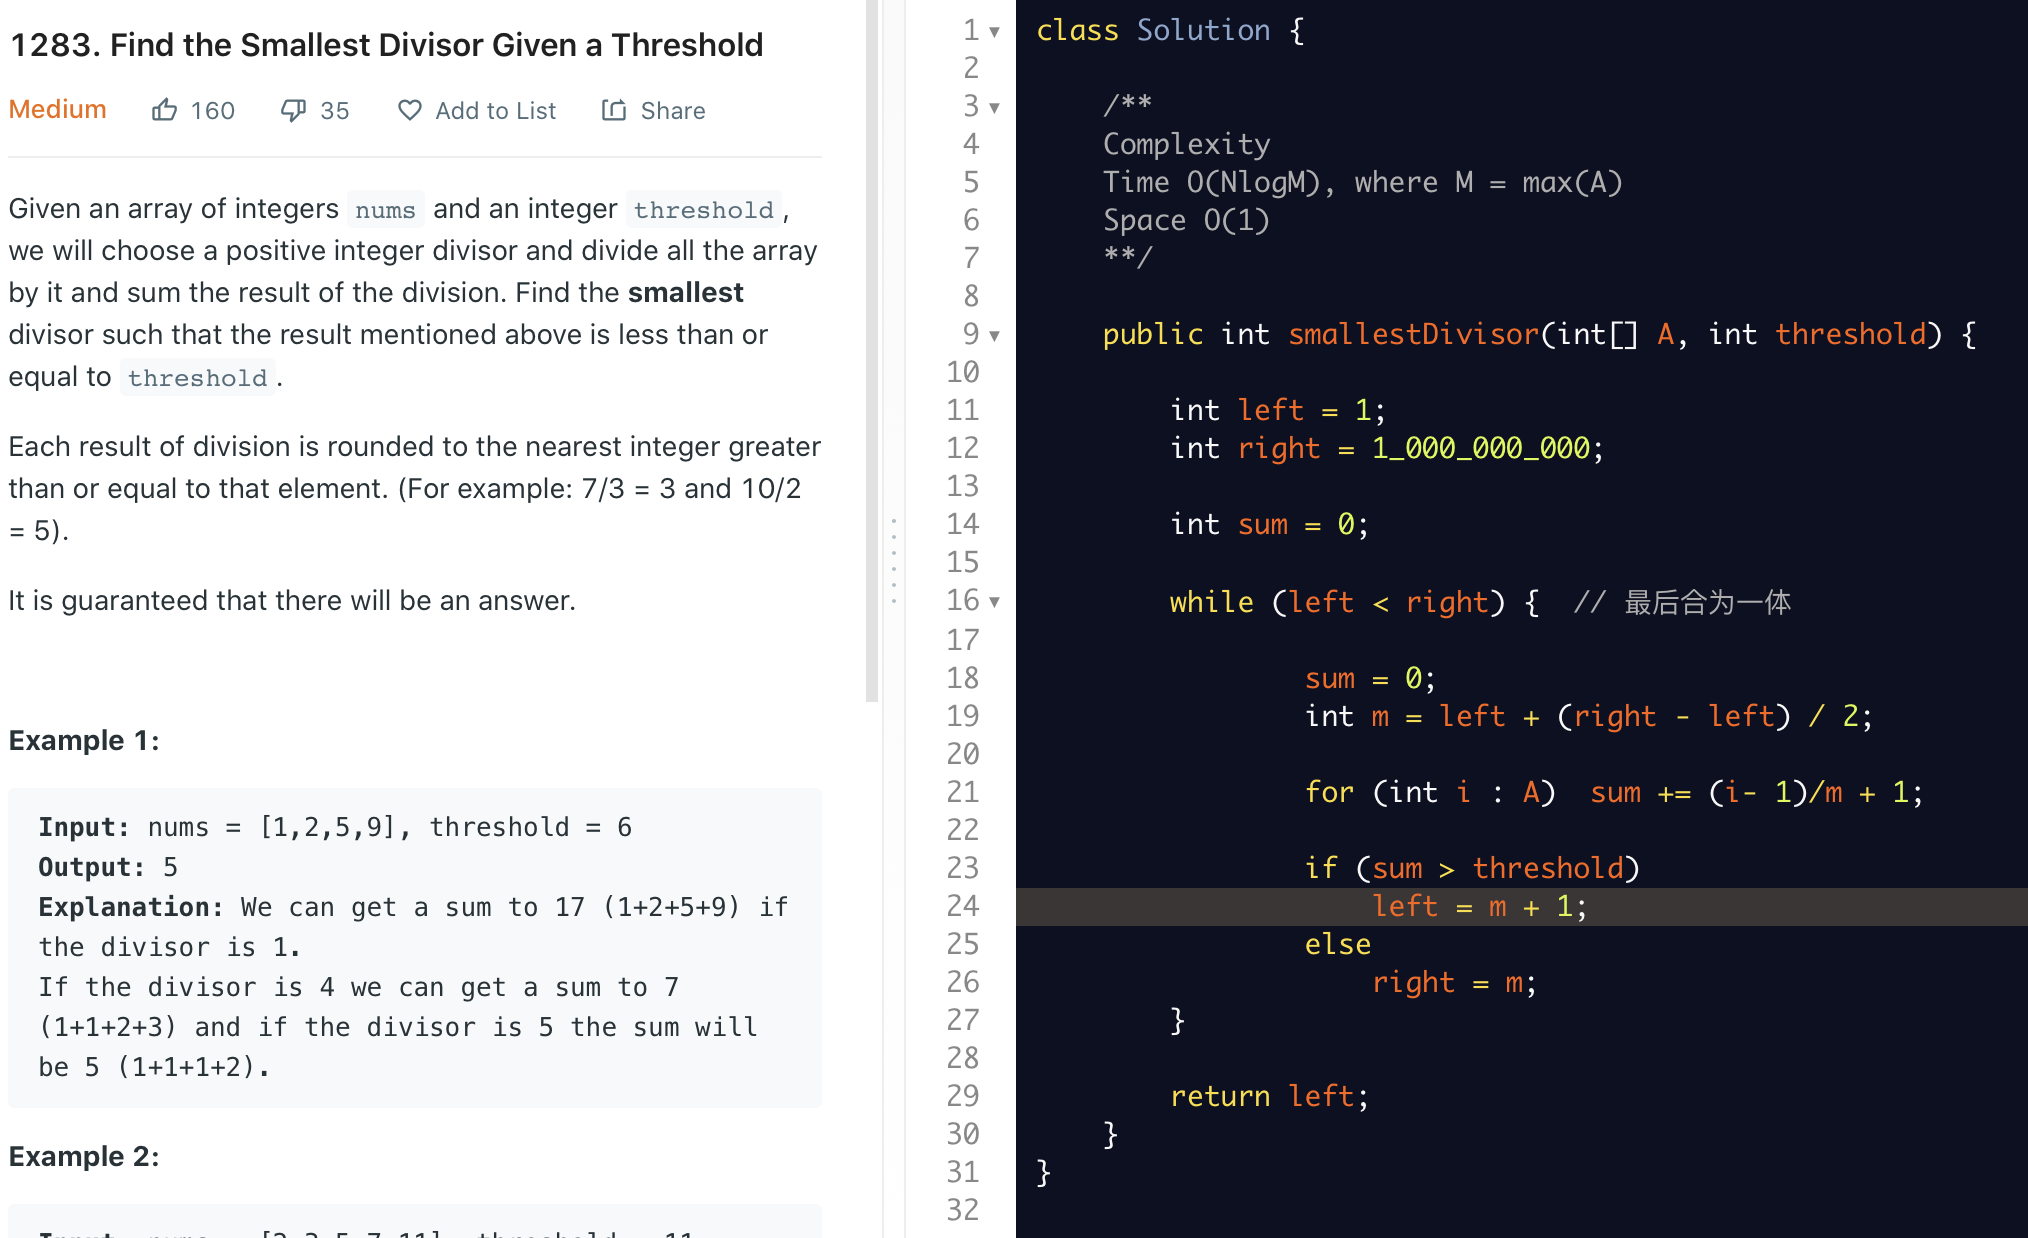 1283. Find the Smallest Divisor Given a Threshold
Medium 160 35 Add to List Share
Given an array of integers nums and an integer threshold,
we will choose a positive integer divisor and divide all the array
by it and sum the result of the division. Find the smallest
divisor such that the result mentioned above is less than or
equal to threshold.
Each result of division is rounded to the nearest integer greater
than or equal to that element. (For example: 7/3 = 3 and 10/2
= 5).
It is guaranteed that there will be an answer.
Example 1:
Input: nums = [1,2,5,9], threshold = 6
Output: 5
Explanation: We can get a sum to 17 (1+2+5+9) if
the divisor is 1.
If the divisor is 4 we can get a sum to 7
(1+1+2+3) and if the divisor is 5 the sum will
be 5 (1+1+1+2).
Example 2:
Input: nums = [2,3,5,7,11], threshold = 11
1 class Solution {
2
3 /**
4 Complexity
5 Time O(NlogM), where M = max(A)
6 Space O(1)
7 **/
8
9 public int smallestDivisor(int[] A, int threshold) {
10
11 int left = 1;
12 int right = 1_000_000_000;
13
14 int sum = 0;
15
16 while (left < right) { // 最后合为一体
17
18 sum = 0;
19 int m = left + (right - left) / 2;
20
21 for (int i : A) sum += (i- 1)/m + 1;
22
23 if (sum > threshold)
24 left = m + 1;
25 else
26 right = m;
27 }
28
29 return left;
30 }
31 }
32